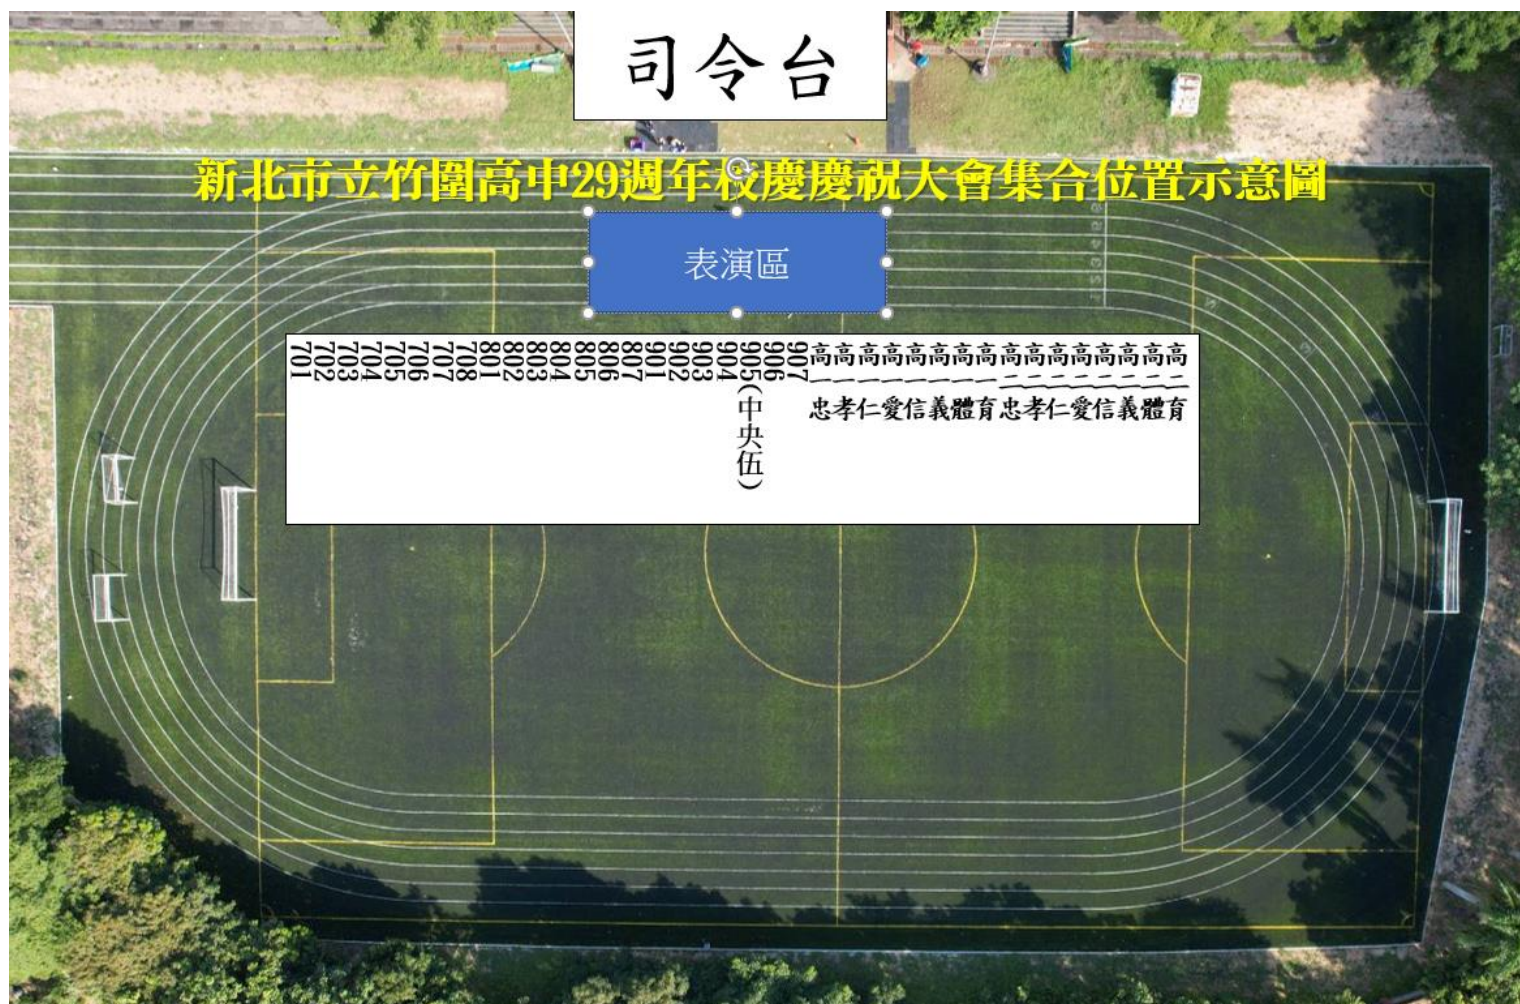 司令台
新北市立竹圍高中29週年校慶慶祝大會集合位置示意圖
表演區
701
702
703
704
705
706
707
708
801
802
803
804
805
806
807
901
902
903
904
905(中央伍)
906
907
高一忠
高一孝
高一仁
高一愛
高一信
高一義
高一體
高一育
高二忠
高二孝
高二仁
高二愛
高二信
高二義
高二體
高二育